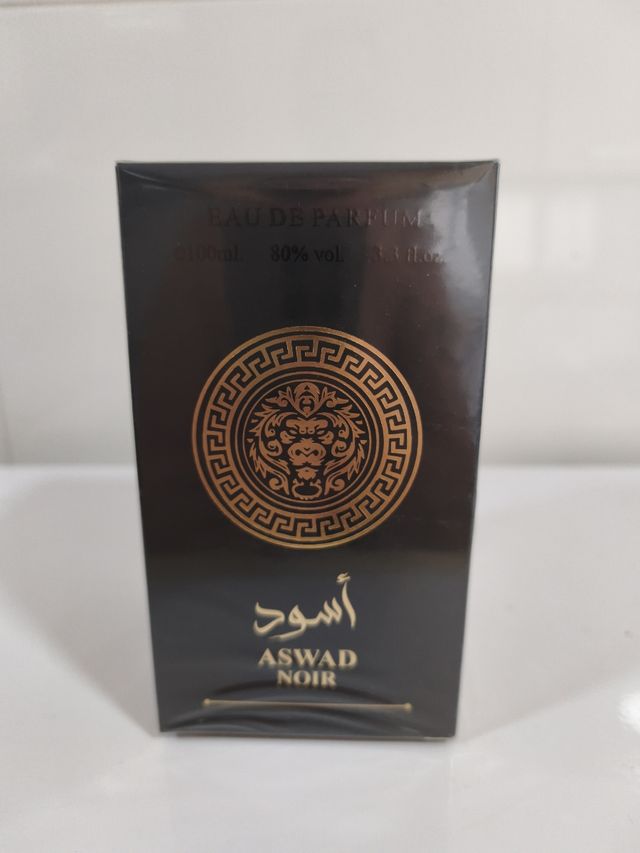 EAU DE PARFUM
℮100ml. 80% vol. 3.3 fl.oz.
أسود
ASWAD
NOIR